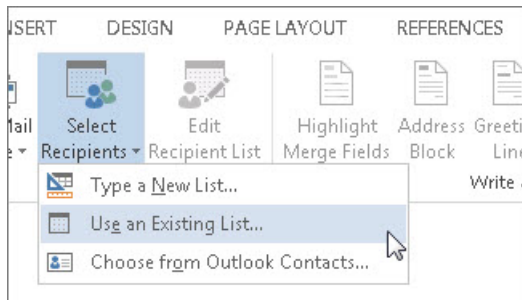 DESIGN PAGE LAYOUT REFERENCES
Select Edit Highlight Address
Recipients Recipient List Merge Fields Block
Type a New List...
Write
Use an Existing List...
Choose from Outlook Contacts...